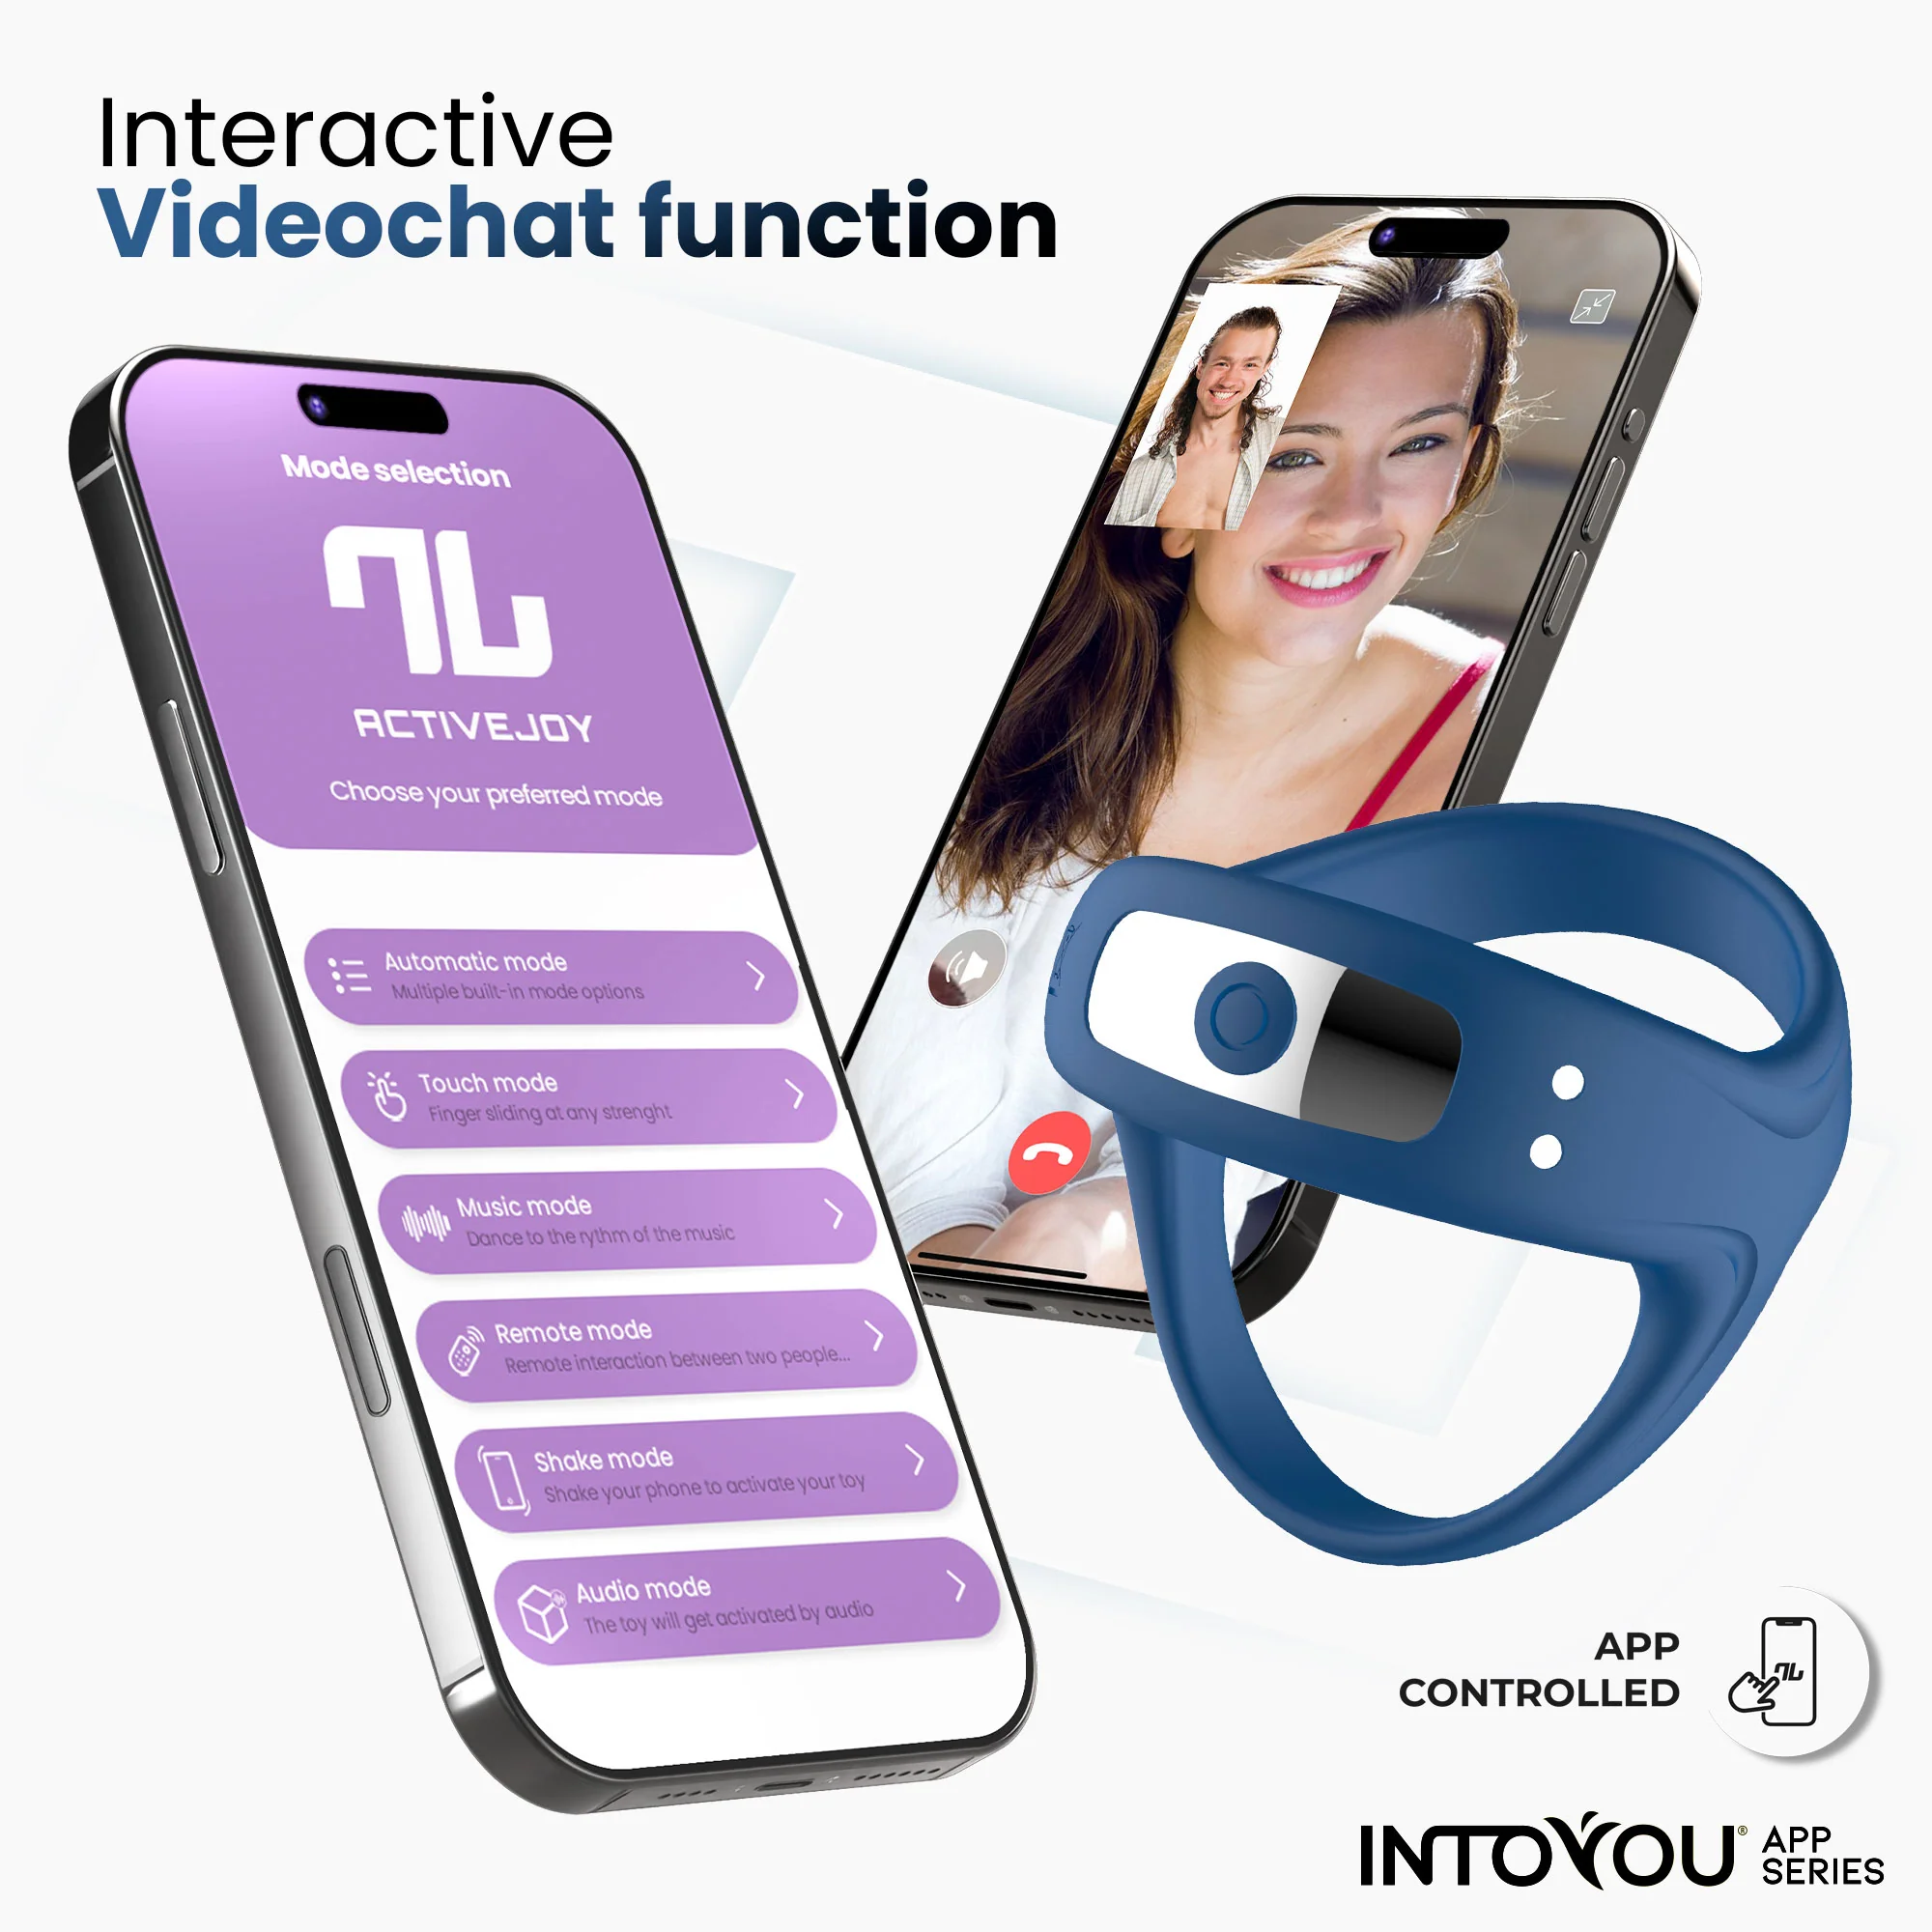 Interactive
Videochat function
Mode selection
ACTIVEJOY
Choose your preferred mode
Automatic mode
Multiple built-in mode options
Touch mode
Finger sliding at any strenght
Music mode
Dance to the rythm of the music
Remote mode
Remote interaction between two people...
Shake mode
Shake your phone to activate your toy
Audio mode
The toy will get activated by audio
APP
CONTROLLED
INTOYOU® APP
SERIES